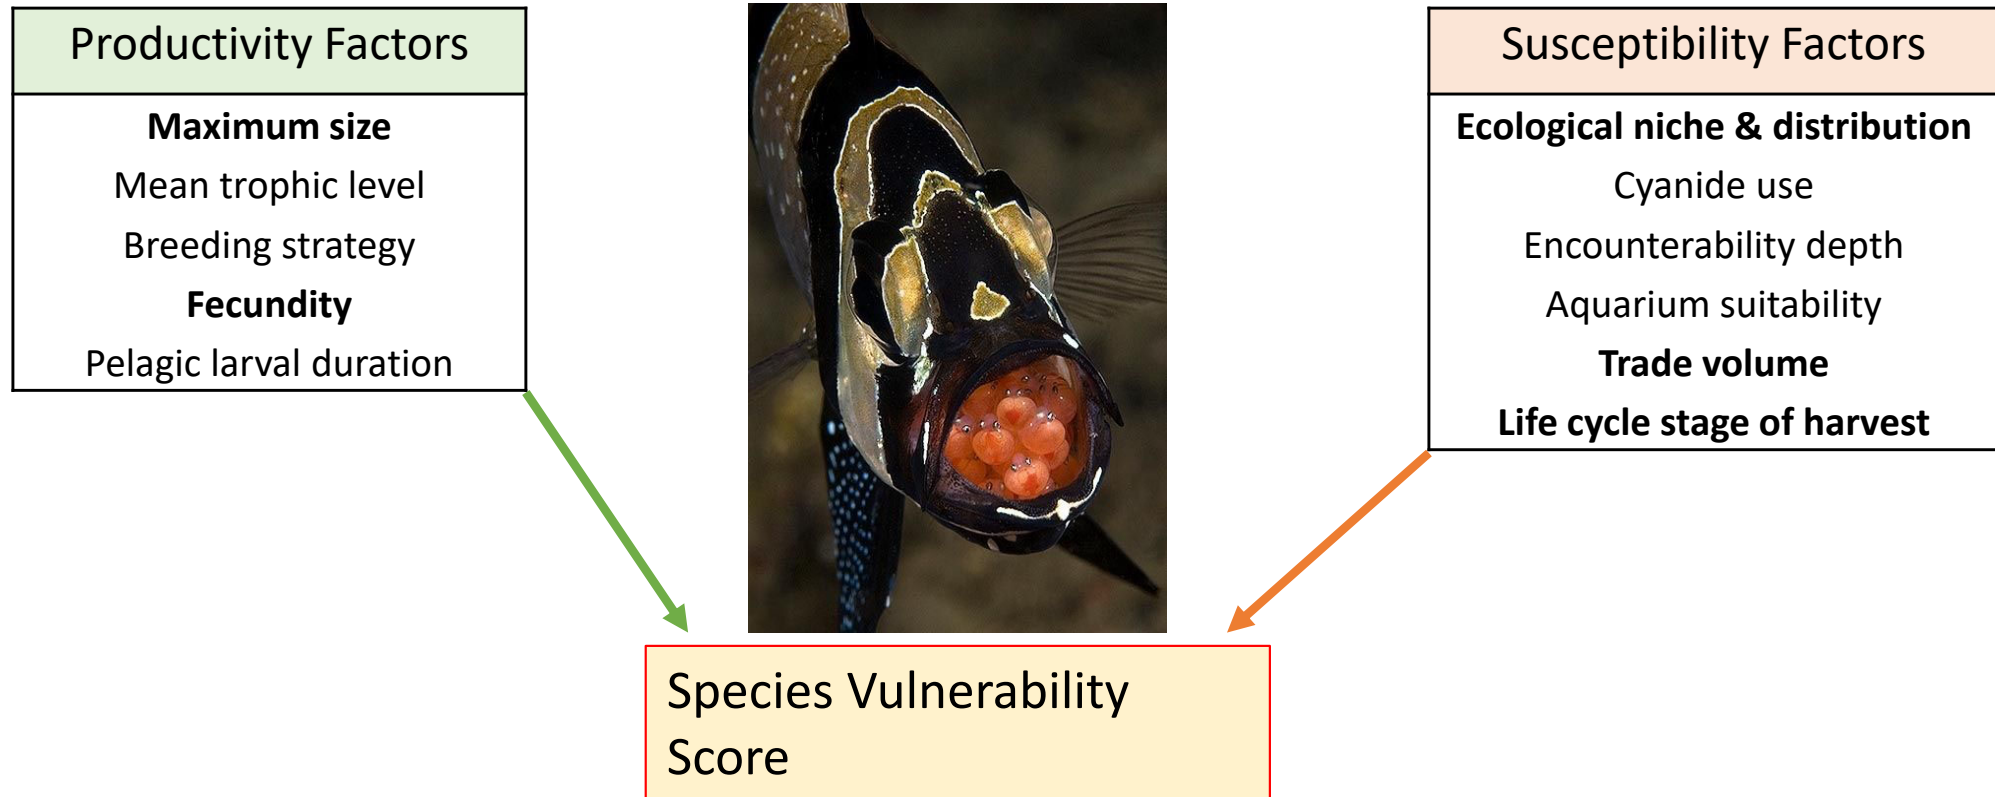 Productivity Factors
Maximum size
Mean trophic level
Breeding strategy
Fecundity
Pelagic larval duration
Susceptibility Factors
Ecological niche & distribution
Cyanide use
Encounterability depth
Aquarium suitability
Trade volume
Life cycle stage of harvest
Species Vulnerability
Score